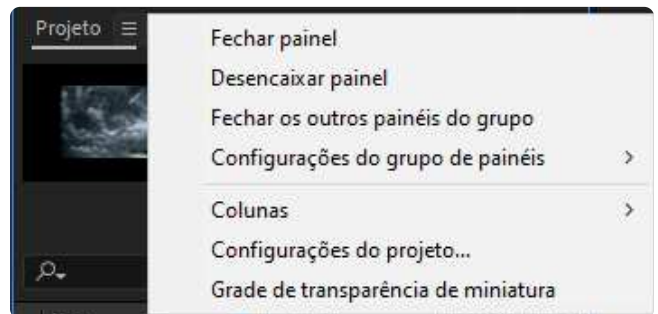 Projeto
Fechar painel
Desencaixar painel
Fechar os outros painéis do grupo
Configurações do grupo de painéis
Colunas
Configurações do projeto...
Grade de transparência de miniatura